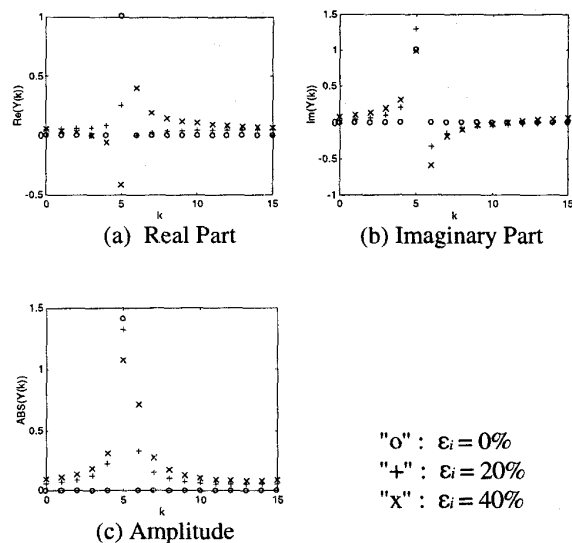 1
0.5
0
-0.5
Re(Y(k))
0 5 10 15
k
(a) Real Part
1.5
1
0.5
0
-0.5
-1
Im(Y(k))
0 5 10 15
k
(b) Imaginary Part
1.5
1
0.5
0
ABS(Y(k))
0 5 10 15
k
(c) Amplitude
"o" : εi = 0%
"+" : εi = 20%
"x" : εi = 40%